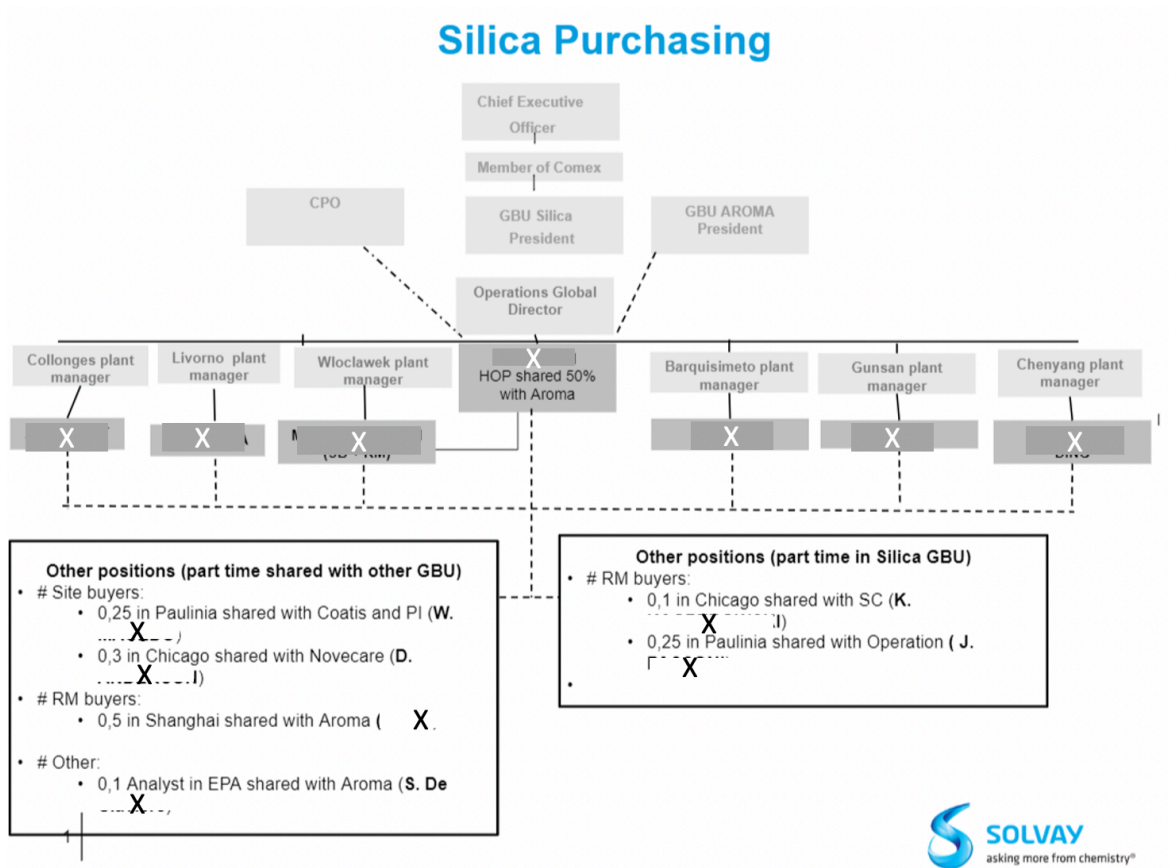 Silica Purchasing
Chief Executive
Officer
Member of Comex
CPO
GBU Silica
President
GBU AROMA
President
Operations Global
Director
Collonges plant
manager
Livorno plant
manager
Wloclawek plant
manager
X
HOP shared 50%
with Aroma
Barquisimeto plant
manager
Gunsan plant
manager
Chenyang plant
manager
X
X
X
X
X
X
Other positions (part time shared with other GBU)
• # Site buyers:
• 0,25 in Paulinia shared with Coatis and PI (W.
X
• 0,3 in Chicago shared with Novecare (D.
X )
• # RM buyers:
• 0,5 in Shanghai shared with Aroma ( X
• # Other:
• 0,1 Analyst in EPA shared with Aroma (S. De
X
Other positions (part time in Silica GBU)
• # RM buyers:
• 0,1 in Chicago shared with SC (K.
X I)
• 0,25 in Paulinia shared with Operation ( J.
X
•
1
SOLVAY
asking more from chemistry®